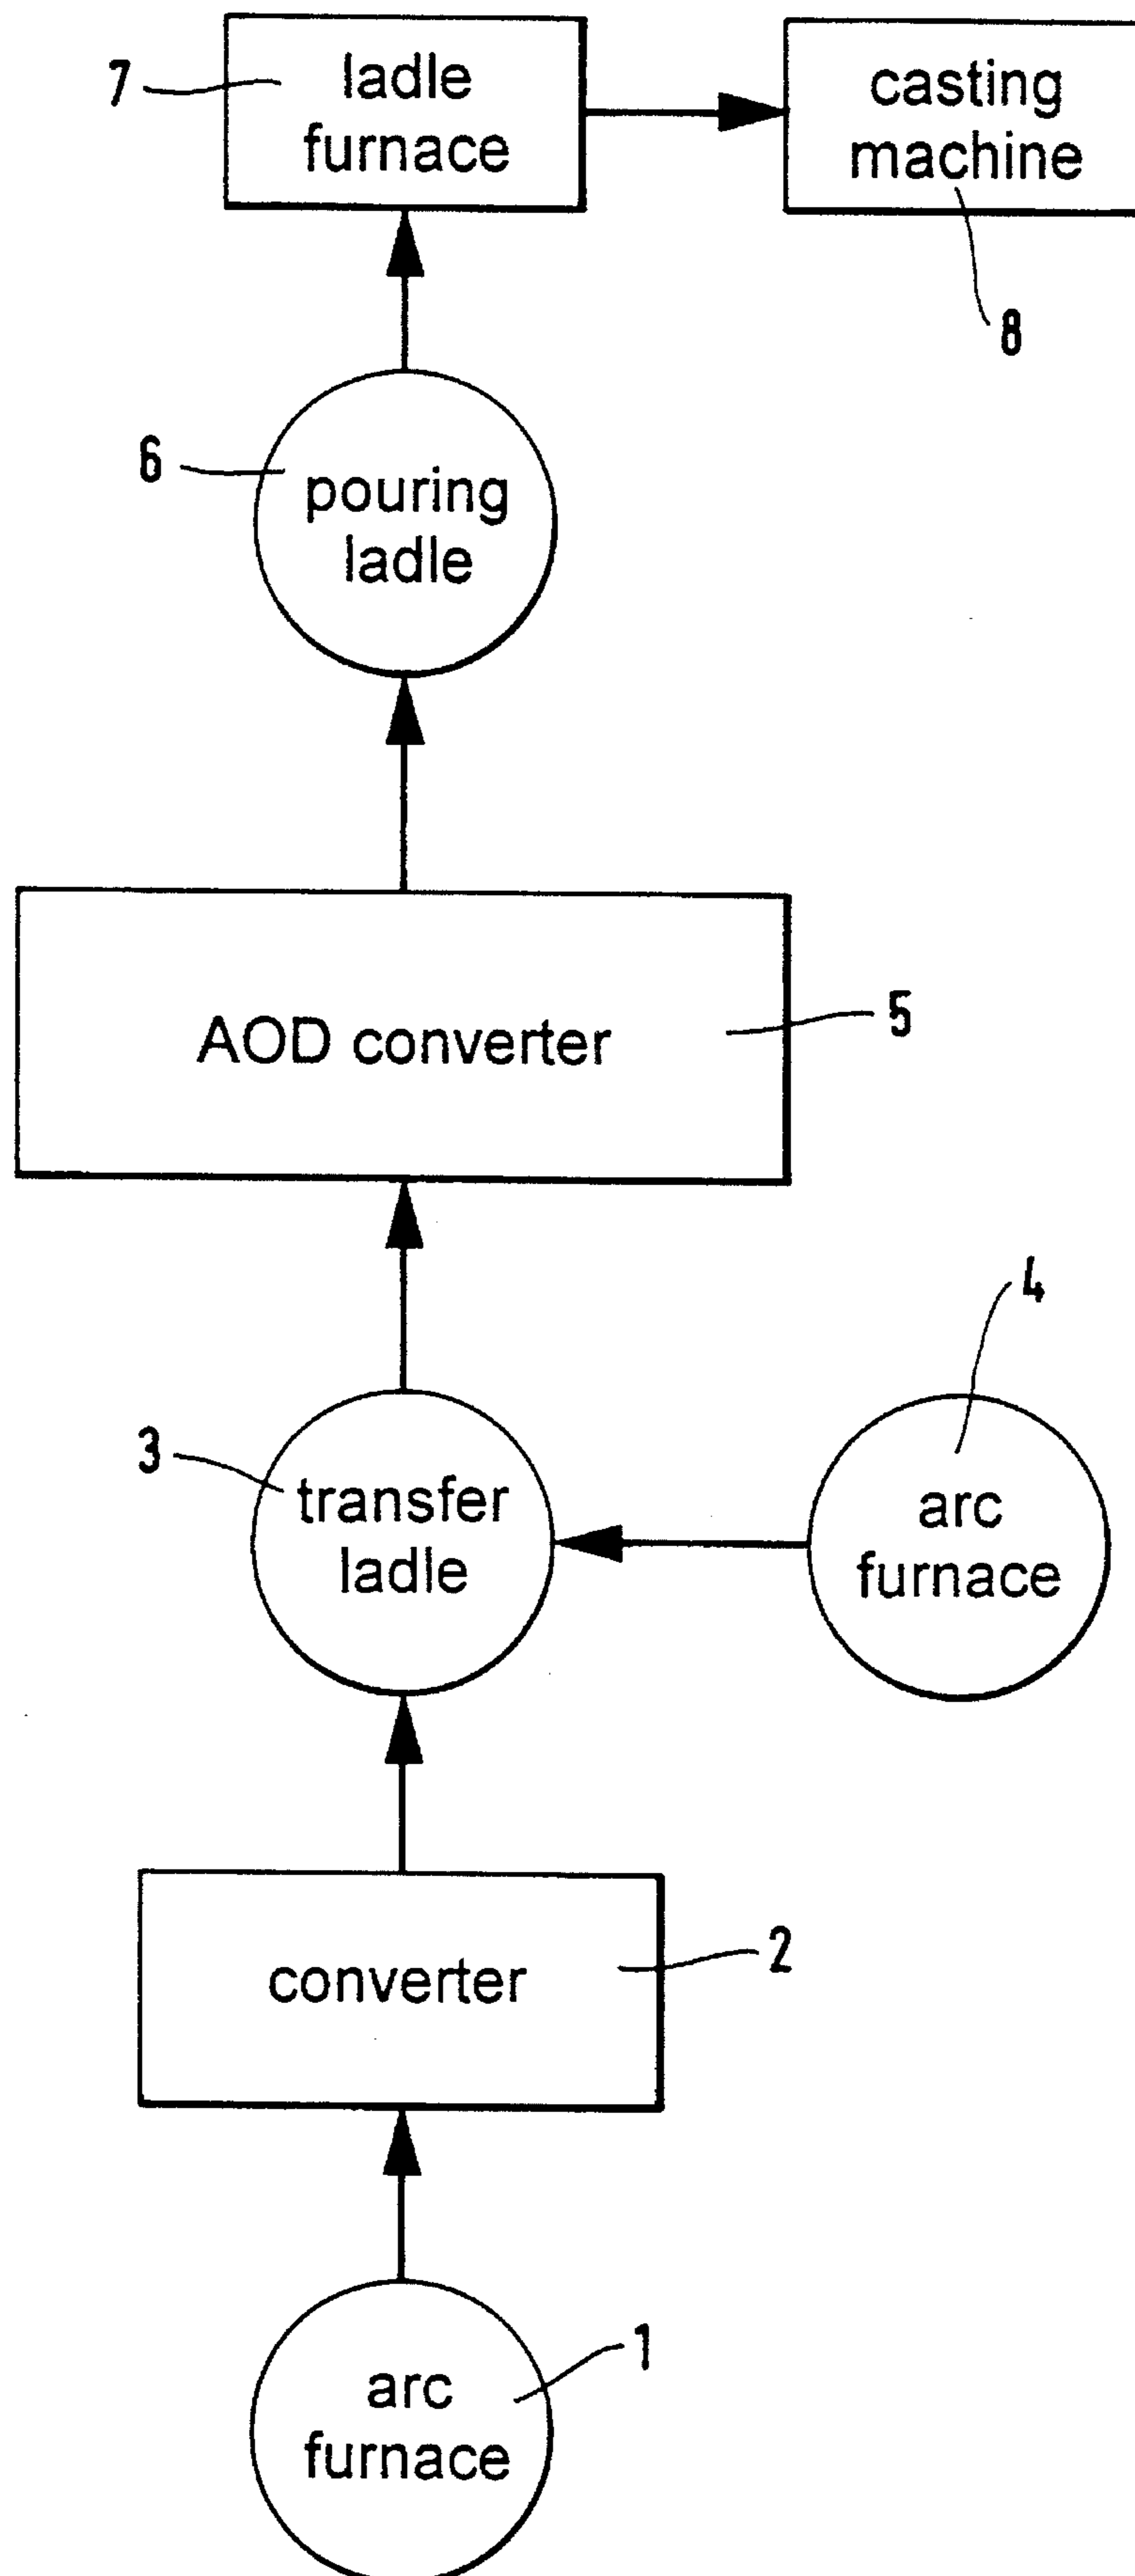 7
ladle
furnace
casting
machine
8
6
pouring
ladle
AOD converter
5
4
3
transfer
ladle
arc
furnace
converter
2
1
arc
furnace